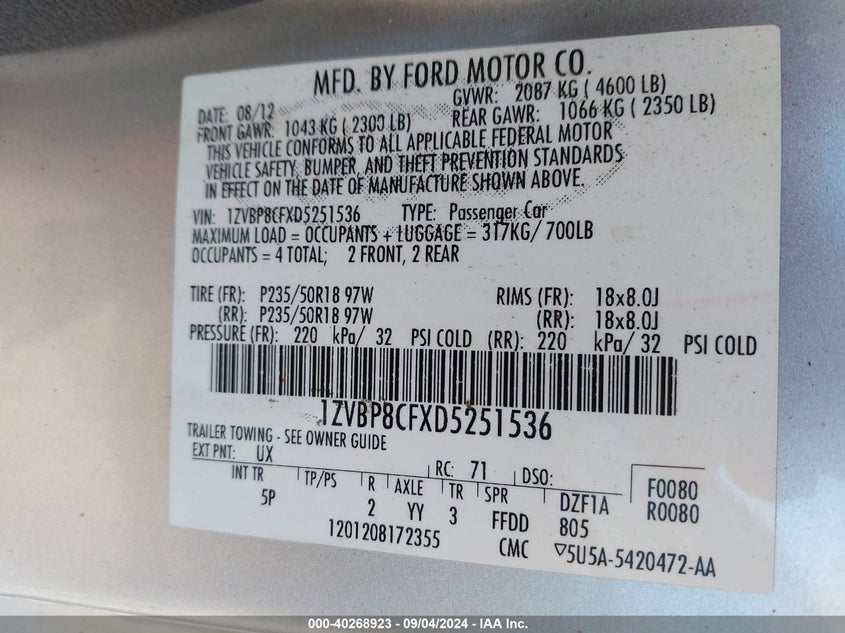 MFD. BY FORD MOTOR CO.
DATE: 08/12 GVWR: 2087 KG ( 4600 LB)
FRONT GAWR: 1043 KG ( 2300 LB) REAR GAWR: 1066 KG ( 2350 LB)
THIS VEHICLE CONFORMS TO ALL APPLICABLE FEDERAL MOTOR
VEHICLE SAFETY, BUMPER, AND THEFT PREVENTION STANDARDS
IN EFFECT ON THE DATE OF MANUFACTURE SHOWN ABOVE.
VIN: 1ZVBP8CFXD5251536 TYPE: Passenger Car
MAXIMUM LOAD = OCCUPANTS + LUGGAGE = 317KG/ 700LB
OCCUPANTS = 4 TOTAL; 2 FRONT, 2 REAR
TIRE (FR): P235/50R18 97W RIMS (FR): 18x8.0J
(RR): P235/50R18 97W (RR): 18x8.0J
PRESSURE (FR): 220 kPa/ 32 PSI COLD (RR): 220 kPa/ 32 PSI COLD
1ZVBP8CFXD5251536
TRAILER TOWING - SEE OWNER GUIDE
EXT PNT: UX RC: 71 DSO: F0080
INT TR TP/PS R AXLE TR SPR DZF1A R0080
5P 2 YY 3 FFDD 805
1201208172355 CMC ▽5U5A-5420472-AA
000-40268923 - 09/04/2024 - IAA Inc.